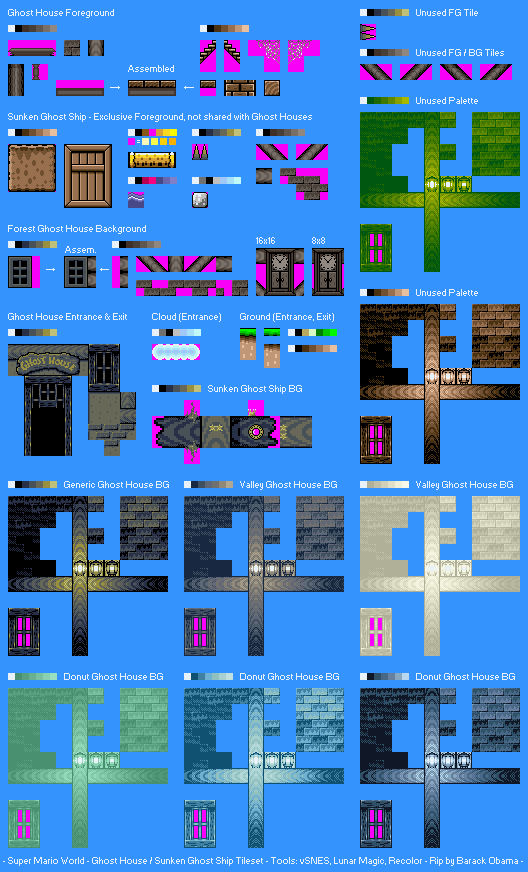 Ghost House Foreground
Unused FG Tile
Unused FG / BG Tiles
Assembled
Unused Palette
Sunken Ghost Ship - Exclusive Foreground, not shared with Ghost Houses
Forest Ghost House Background
Assem.
16x16
8x8
Unused Palette
Ghost House Entrance & Exit
Cloud (Entrance)
Ground (Entrance, Exit)
GHOST HOUSE
Sunken Ghost Ship BG
Generic Ghost House BG
Valley Ghost House BG
Valley Ghost House BG
Donut Ghost House BG
Donut Ghost House BG
Donut Ghost House BG
- Super Mario World - Ghost House / Sunken Ghost Ship Tileset - Tools: vSNES, Lunar Magic, Recolor - Rip by Barack Obama -